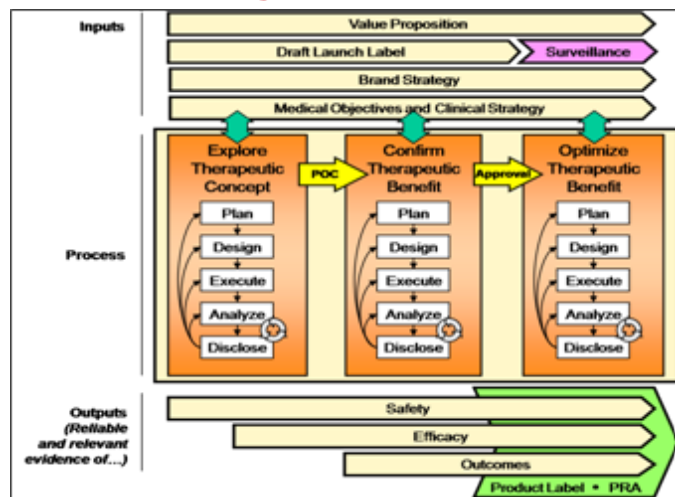 Inputs
Value Proposition
Draft Launch Label
Surveillance
Brand Strategy
Medical Objectives and Clinical Strategy
Process
Explore
Therapeutic
Concept
Plan
Design
Execute
Analyze
Disclose
POC
Confirm
Therapeutic
Benefit
Plan
Design
Execute
Analyze
Disclose
Approval
Optimize
Therapeutic
Benefit
Plan
Design
Execute
Analyze
Disclose
Outputs
(Reliable
and relevant
evidence of...)
Safety
Efficacy
Outcomes
Product Label • PRA